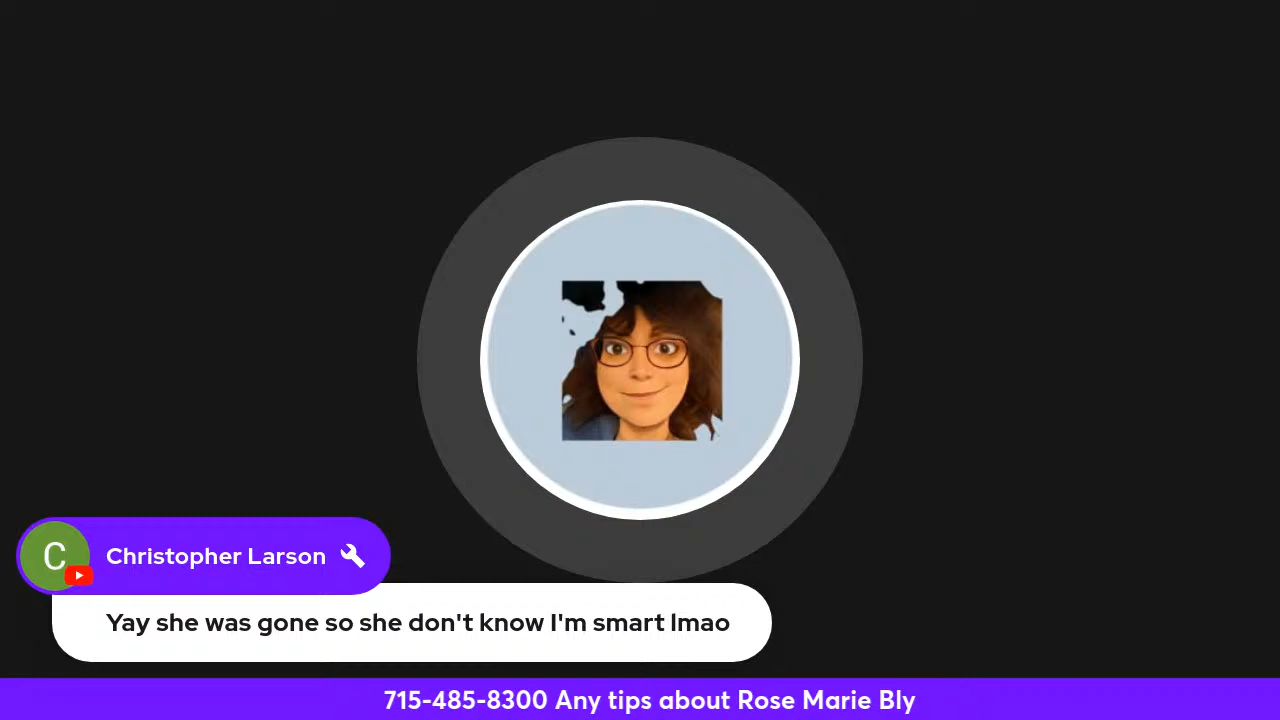 C
Christopher Larson
Yay she was gone so she don't know I'm smart lmao
715-485-8300 Any tips about Rose Marie Bly